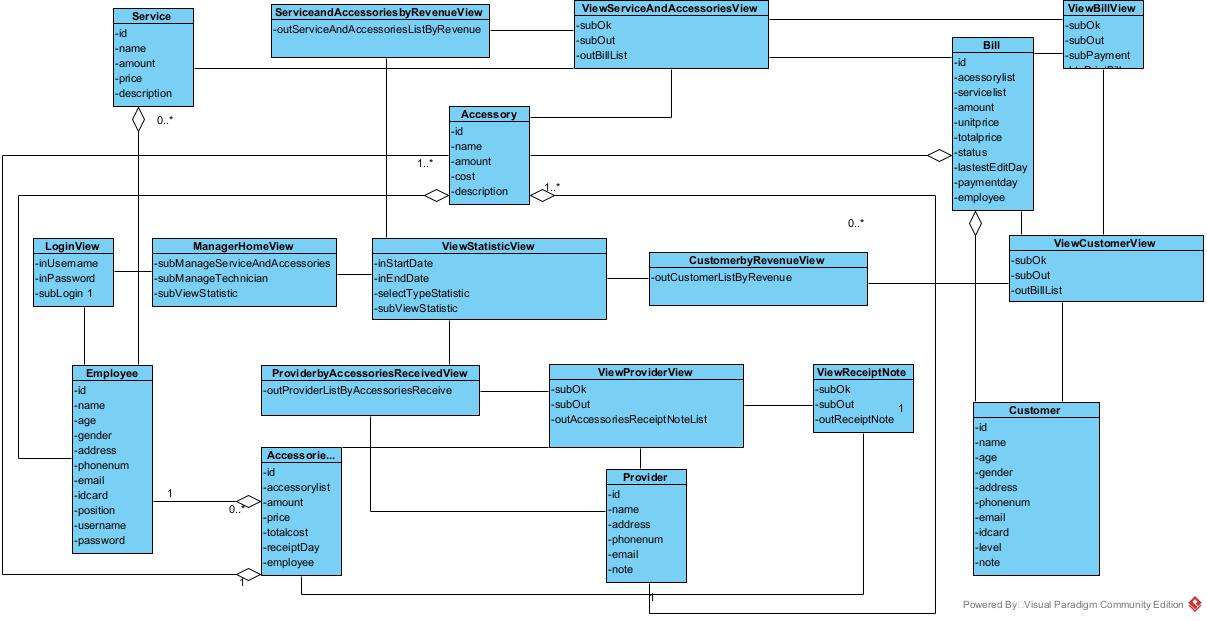 Service
-id
-name
-amount
-price
-description
0..*
ServiceandAccessoriesbyRevenueView
-outServiceAndAccessoriesListByRevenue
ViewServiceAndAccessoriesView
-subOk
-subOut
-outBillList
ViewBillView
-subOk
-subOut
-subPayment
Bill
-id
-acessorylist
-servicelist
-amount
-unitprice
-totalprice
-status
-lastestEditDay
-paymentday
-employee
Accessory
-id
-name
-amount
-cost
-description
1..*
1..*
0..*
LoginView
-inUsername
-inPassword
-subLogin 1
ManagerHomeView
-subManageServiceAndAccessories
-subManageTechnician
-subViewStatistic
ViewStatisticView
-inStartDate
-inEndDate
-selectTypeStatistic
-subViewStatistic
CustomerbyRevenueView
-outCustomerListByRevenue
ViewCustomerView
-subOk
-subOut
-outBillList
Employee
-id
-name
-age
-gender
-address
-phonenum
-email
-idcard
-position
-username
-password
ProviderbyAccessoriesReceivedView
-outProviderListByAccessoriesReceive
ViewProviderView
-subOk
-subOut
-outAccessoriesReceiptNoteList
ViewReceiptNote
-subOk
-subOut
-outReceiptNote
1
Accessorie...
-id
-accessorylist
-amount
-price
-totalcost
-receiptDay
-employee
1
0..*
1
Provider
-id
-name
-address
-phonenum
-email
-note
1
Customer
-id
-name
-age
-gender
-address
-phonenum
-email
-idcard
-level
-note
Powered By Visual Paradigm Community Edition